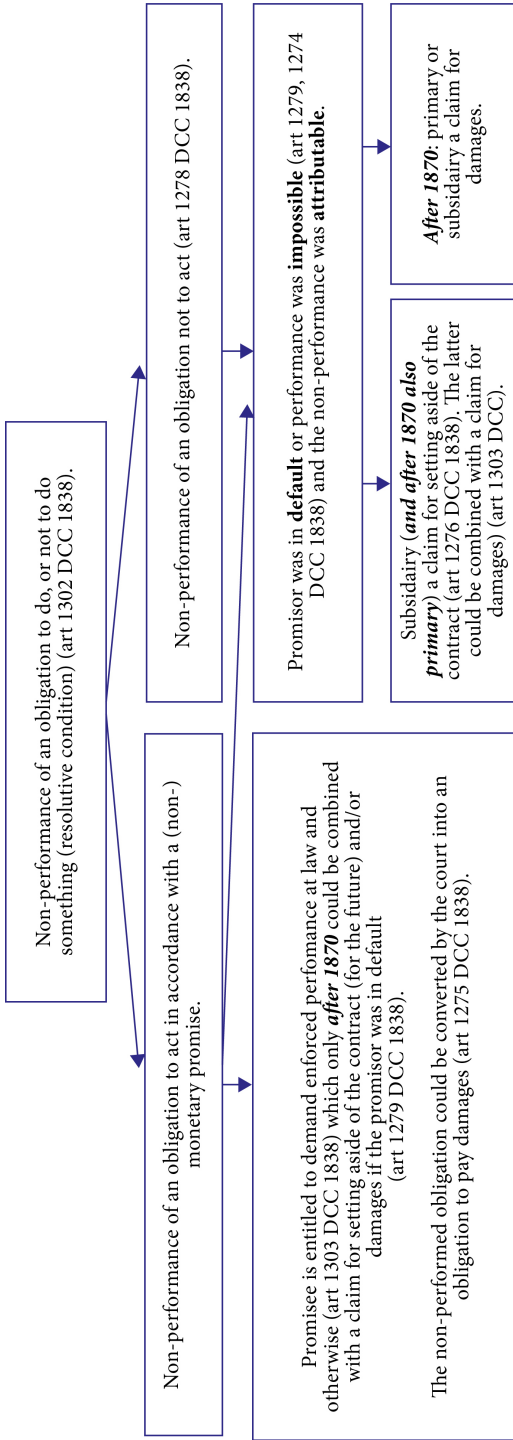 Non-performance of an obligation to do, or not to do
something (resolutive condition) (art 1302 DCC 1838).
Non-performance of an obligation to act in accordance with a (non-)
monetary promise.
Non-performance of an obligation not to act (art 1278 DCC 1838).
Promisee is entitled to demand enforced perfomance at law and
otherwise (art 1303 DCC 1838) which only after 1870 could be combined
with a claim for setting aside of the contract (for the future) and/or
damages if the promisor was in default
(art 1279 DCC 1838).
The non-performed obligation could be converted by the court into an
obligation to pay damages (art 1275 DCC 1838).
Promisor was in default or performance was impossible (art 1279, 1274
DCC 1838) and the non-performance was attributable.
Subsidairy (and after 1870 also
primary) a claim for setting aside of the
contract (art 1276 DCC 1838). The latter
could be combined with a claim for
damages) (art 1303 DCC).
After 1870: primary or
subsidairy a claim for
damages.